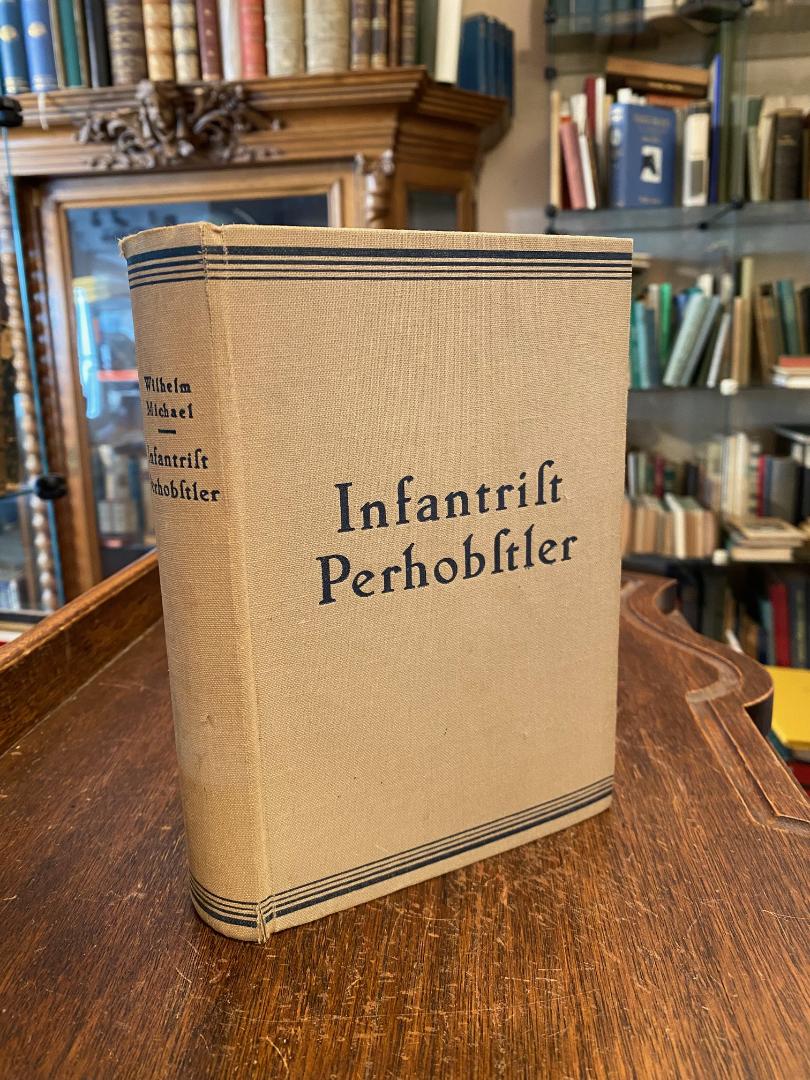 Wilhelm
Michael
Infantriſt
Perhobſtler
Infantriſt
Perhobſtler